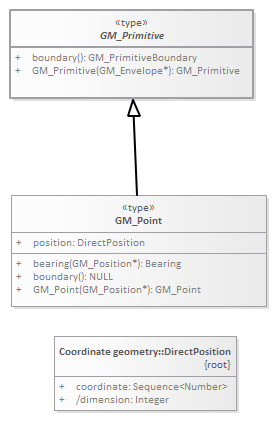 «type»
GM_Primitive
+ boundary(): GM_PrimitiveBoundary
+ GM_Primitive(GM_Envelope*): GM_Primitive
«type»
GM_Point
+ position: DirectPosition
+ bearing(GM_Position*): Bearing
+ boundary(): NULL
+ GM_Point(GM_Position*): GM_Point
Coordinate geometry::DirectPosition
{root}
+ coordinate: Sequence<Number>
+ /dimension: Integer